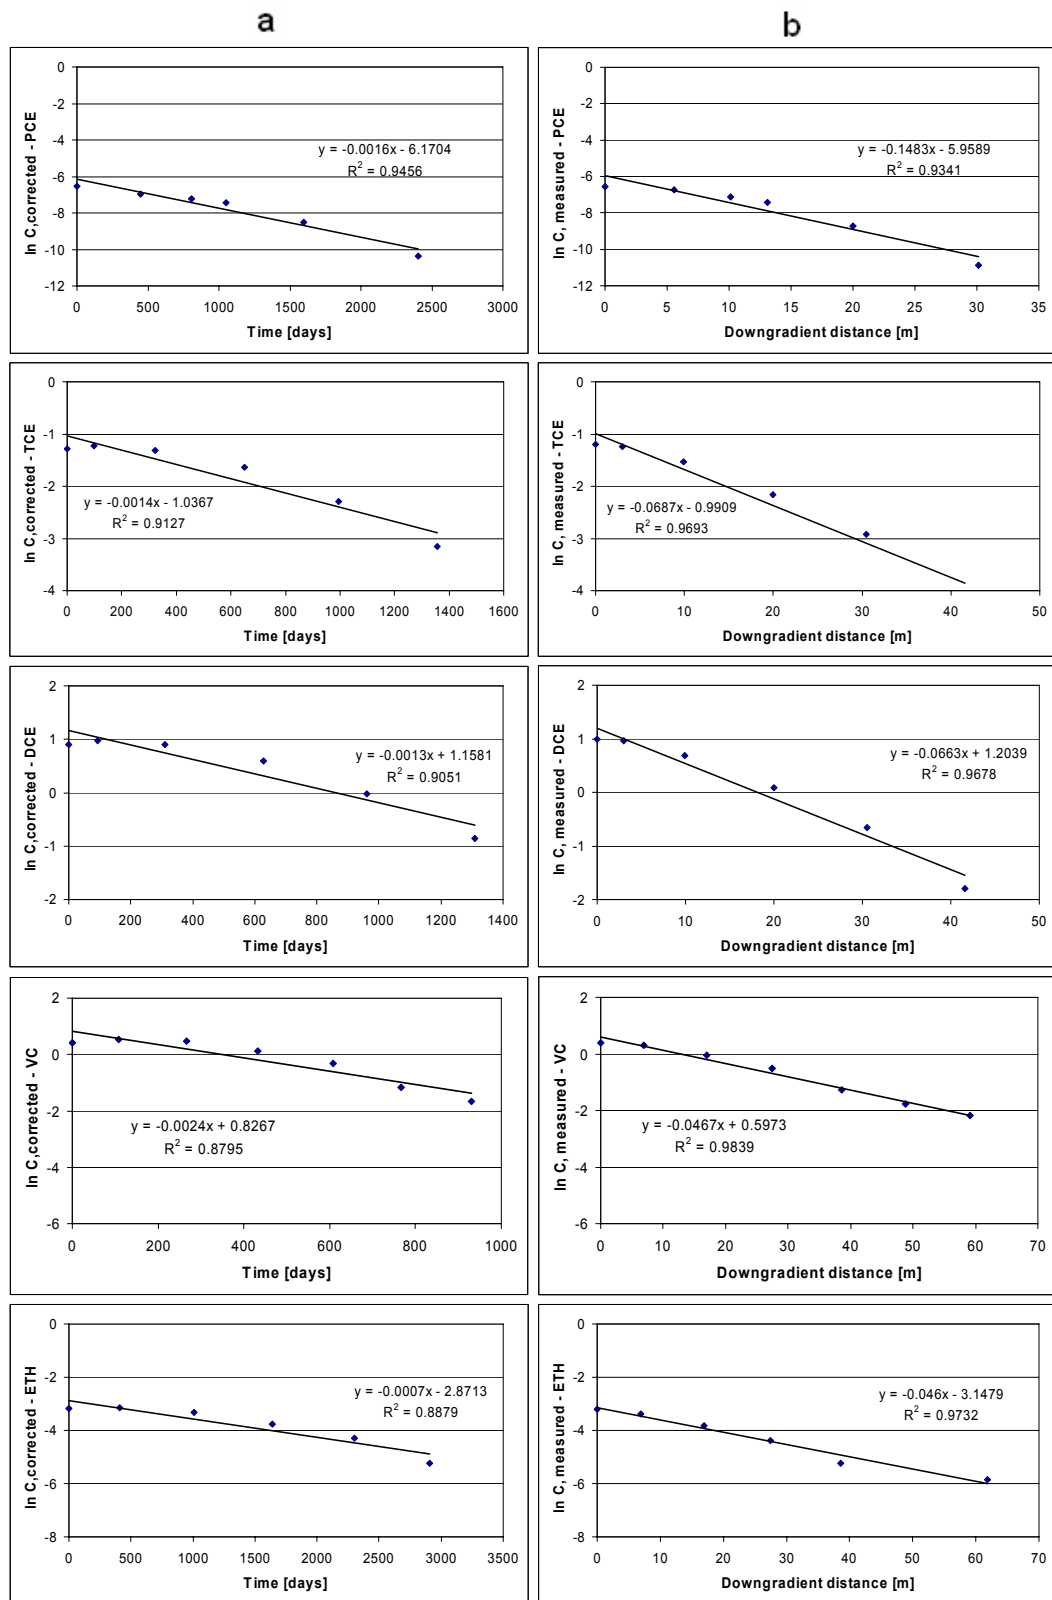 a
b
0
-2
-4
-6
-8
-10
-12
ln C,corrected - PCE
y = -0.0016x - 6.1704
R2 = 0.9456
0 500 1000 1500 2000 2500 3000
Time [days]
0
-2
-4
-6
-8
-10
-12
ln C, measured - PCE
y = -0.1483x - 5.9589
R2 = 0.9341
0 5 10 15 20 25 30 35
Downgradient distance [m]
0
-1
-2
-3
-4
ln C,corrected - TCE
y = -0.0014x - 1.0367
R2 = 0.9127
0 200 400 600 800 1000 1200 1400 1600
Time [days]
0
-1
-2
-3
-4
ln C, measured - TCE
y = -0.0687x - 0.9909
R2 = 0.9693
0 10 20 30 40 50
Downgradient distance [m]
2
1
0
-1
-2
ln C,corrected - DCE
y = -0.0013x + 1.1581
R2 = 0.9051
0 200 400 600 800 1000 1200 1400
Time [days]
2
1
0
-1
-2
ln C, measured - DCE
y = -0.0663x + 1.2039
R2 = 0.9678
0 10 20 30 40 50
Downgradient distance [m]
2
0
-2
-4
-6
ln C,corrected - VC
y = -0.0024x + 0.8267
R2 = 0.8795
0 200 400 600 800 1000
Time [days]
2
0
-2
-4
-6
ln C, measured - VC
y = -0.0467x + 0.5973
R2 = 0.9839
0 10 20 30 40 50 60 70
Downgradient distance [m]
0
-2
-4
-6
-8
ln C,corrected - ETH
y = -0.0007x - 2.8713
R2 = 0.8879
0 500 1000 1500 2000 2500 3000 3500
Time [days]
0
-2
-4
-6
-8
ln C, measured - ETH
y = -0.046x - 3.1479
R2 = 0.9732
0 10 20 30 40 50 60 70
Downgradient distance [m]